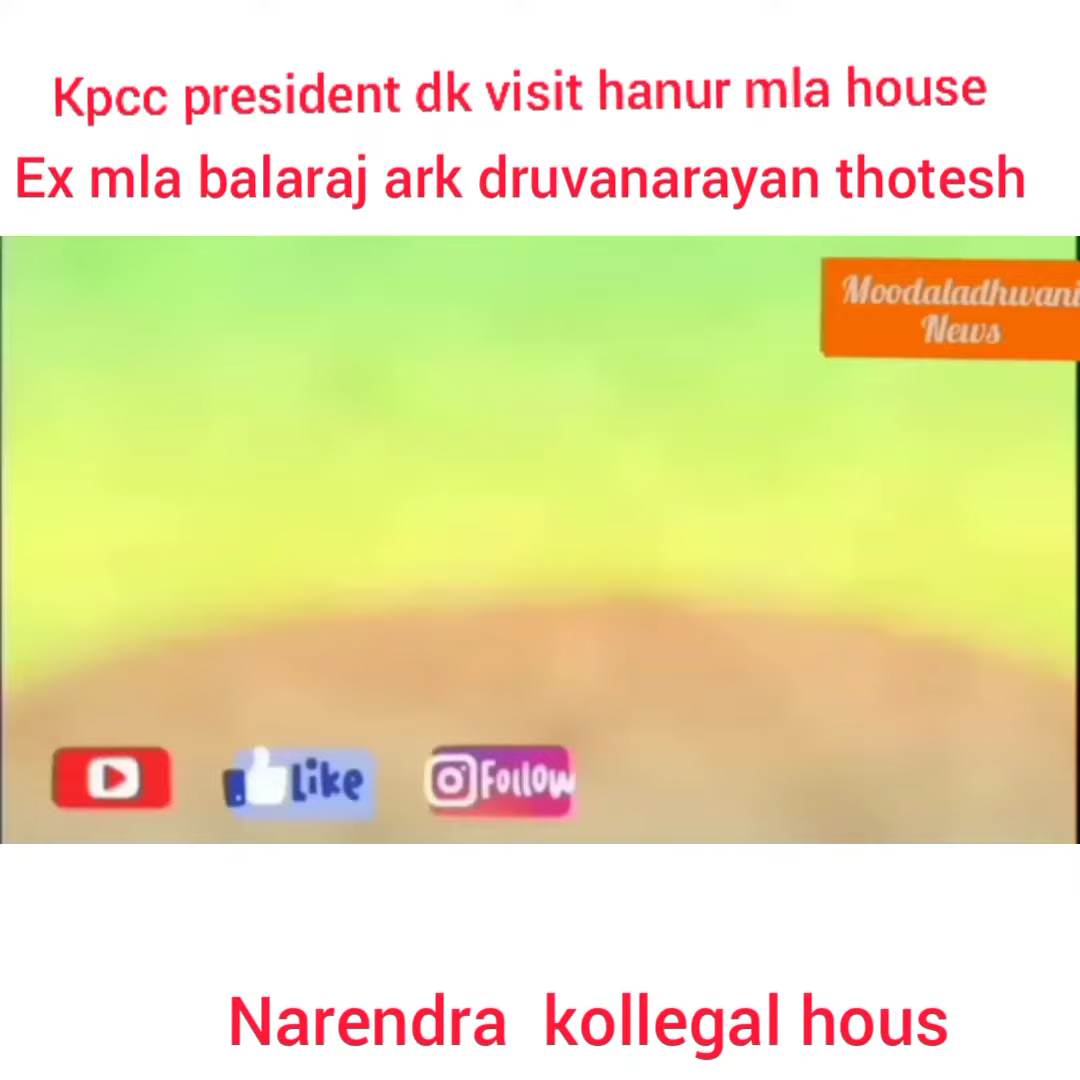 Kpcc president dk visit hanur mla house
Ex mla balaraj ark druvanarayan thotesh
Moodaladhwani
News
Like
Follow
Narendra kollegal hous